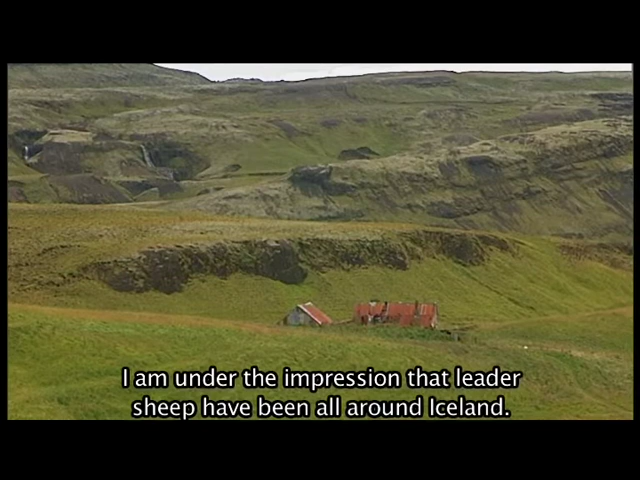 I am under the impression that leader
sheep have been all around Iceland.